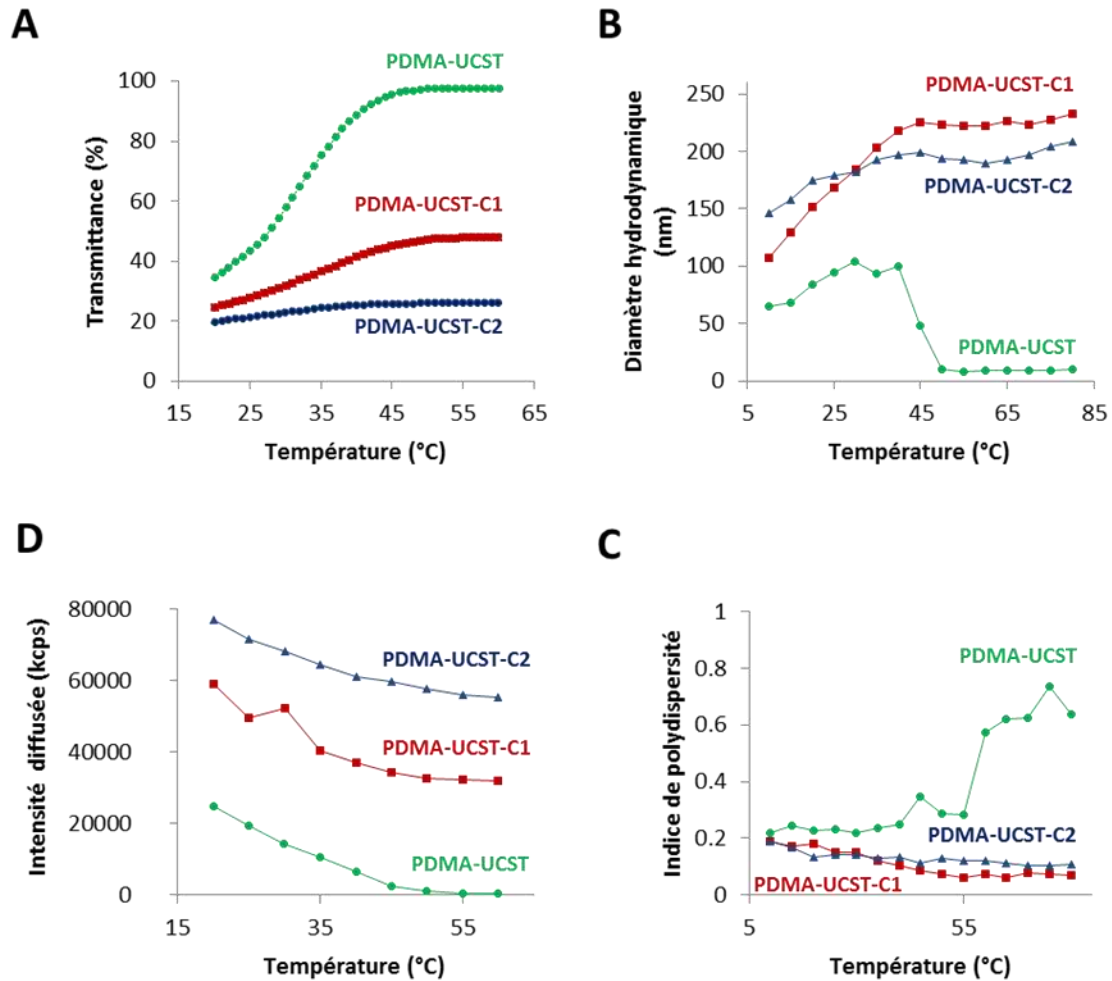 A
PDMA-UCST
100
80
60
40
20
0
Transmittance (%)
PDMA-UCST-C1
PDMA-UCST-C2
15
25
35
45
55
65
Température (°C)
B
PDMA-UCST-C1
250
200
150
100
50
0
Diamètre hydrodynamique
(nm)
PDMA-UCST-C2
PDMA-UCST
5
25
45
65
85
Température (°C)
D
80000
60000
40000
20000
0
Intensité diffusée (kcps)
PDMA-UCST-C2
PDMA-UCST-C1
PDMA-UCST
15
35
55
Température (°C)
C
1
0.8
0.6
0.4
0.2
0
Indice de polydispersité
PDMA-UCST
PDMA-UCST-C2
PDMA-UCST-C1
5
55
Température (°C)